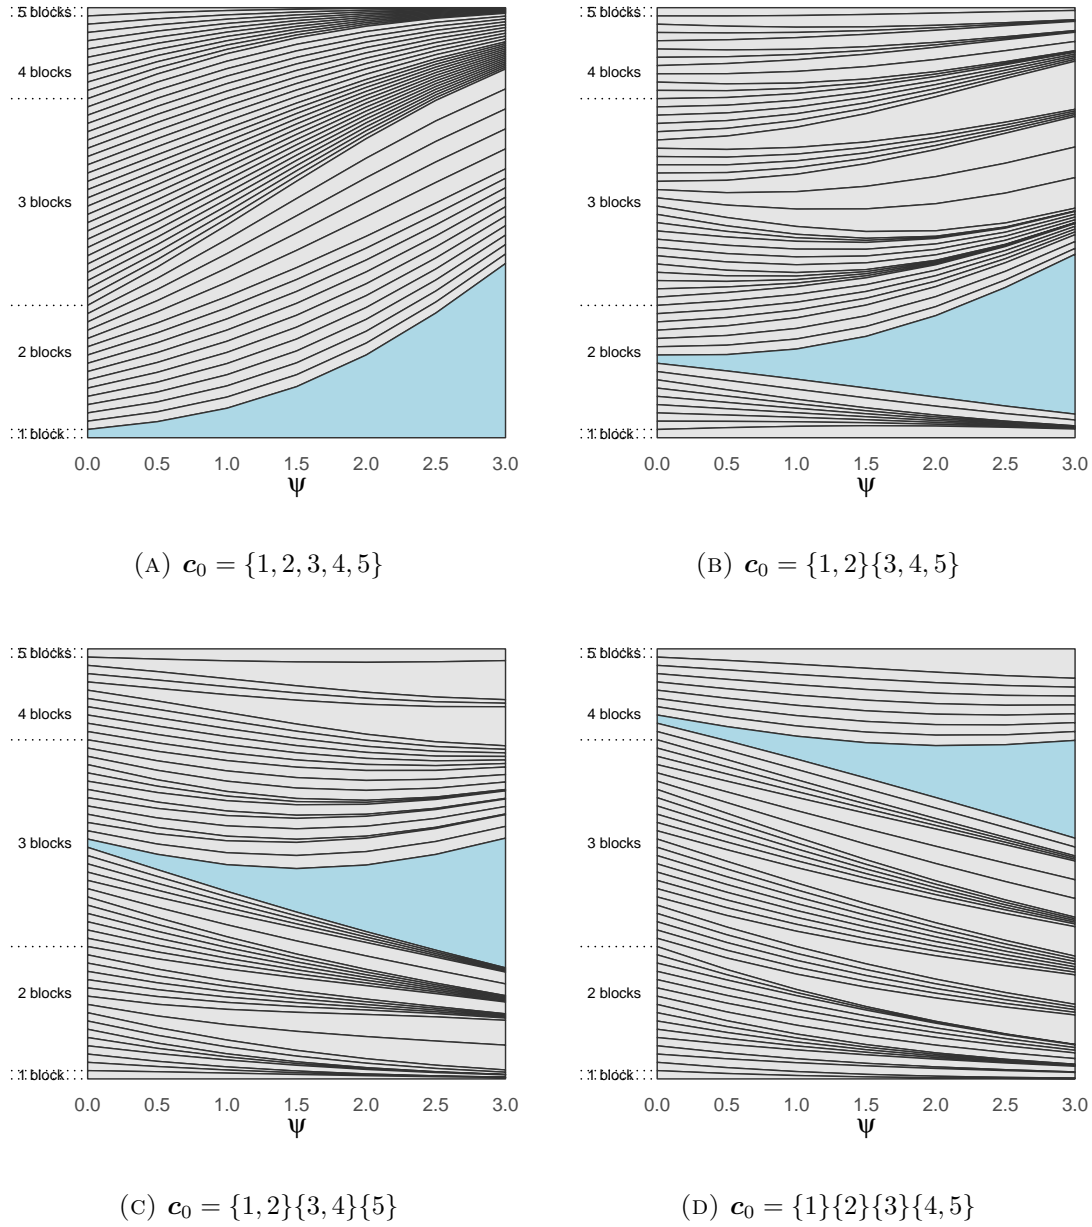 5 blocks
5 blocks
4 blocks
4 blocks
3 blocks
3 blocks
2 blocks
2 blocks
1 block
1 block
0.0 0.5 1.0 1.5 2.0 2.5 3.0
0.0 0.5 1.0 1.5 2.0 2.5 3.0
ψ
ψ
(A) c₀ = {1, 2, 3, 4, 5}
(B) c₀ = {1, 2}{3, 4, 5}
5 blocks
5 blocks
4 blocks
4 blocks
3 blocks
3 blocks
2 blocks
2 blocks
1 block
1 block
0.0 0.5 1.0 1.5 2.0 2.5 3.0
0.0 0.5 1.0 1.5 2.0 2.5 3.0
ψ
ψ
(C) c₀ = {1, 2}{3, 4}{5}
(D) c₀ = {1}{2}{3}{4, 5}